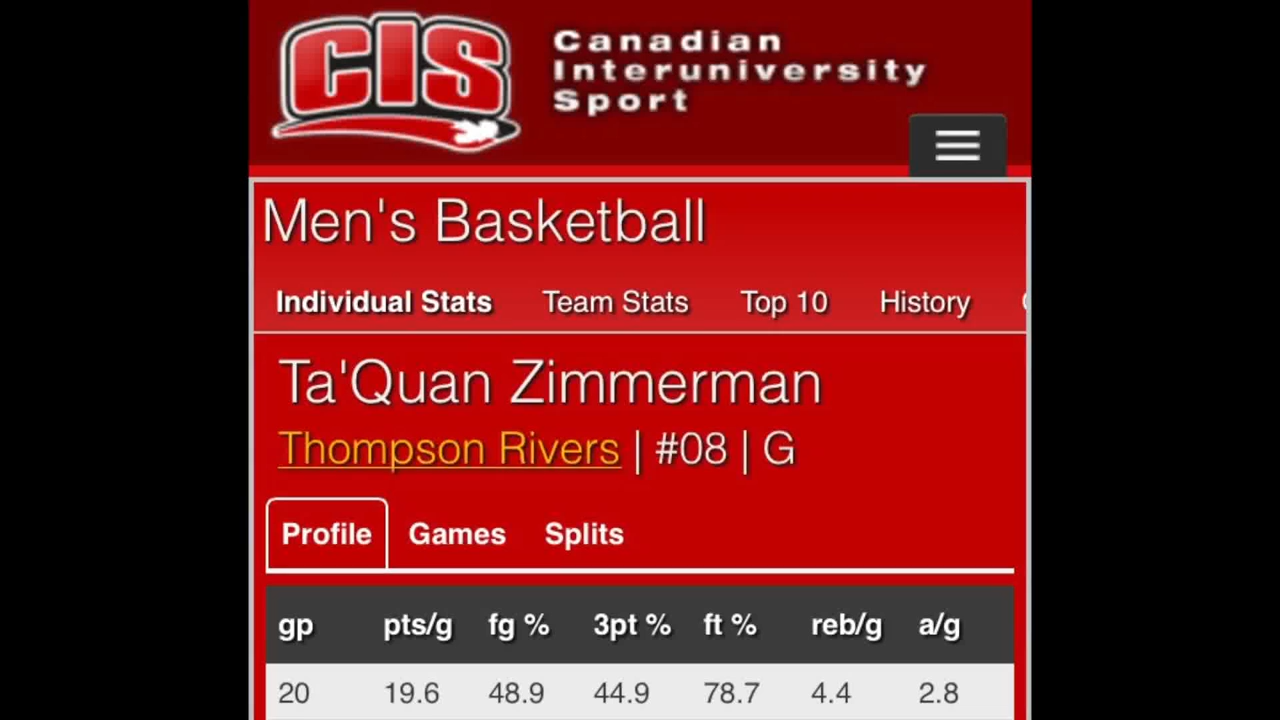 CIS
Canadian
Interuniversity
Sport
Men's Basketball
Individual Stats Team Stats Top 10 History
Ta'Quan Zimmerman
Thompson Rivers | #08 | G
Profile Games Splits
gp pts/g fg % 3pt % ft % reb/g a/g
20 19.6 48.9 44.9 78.7 4.4 2.8